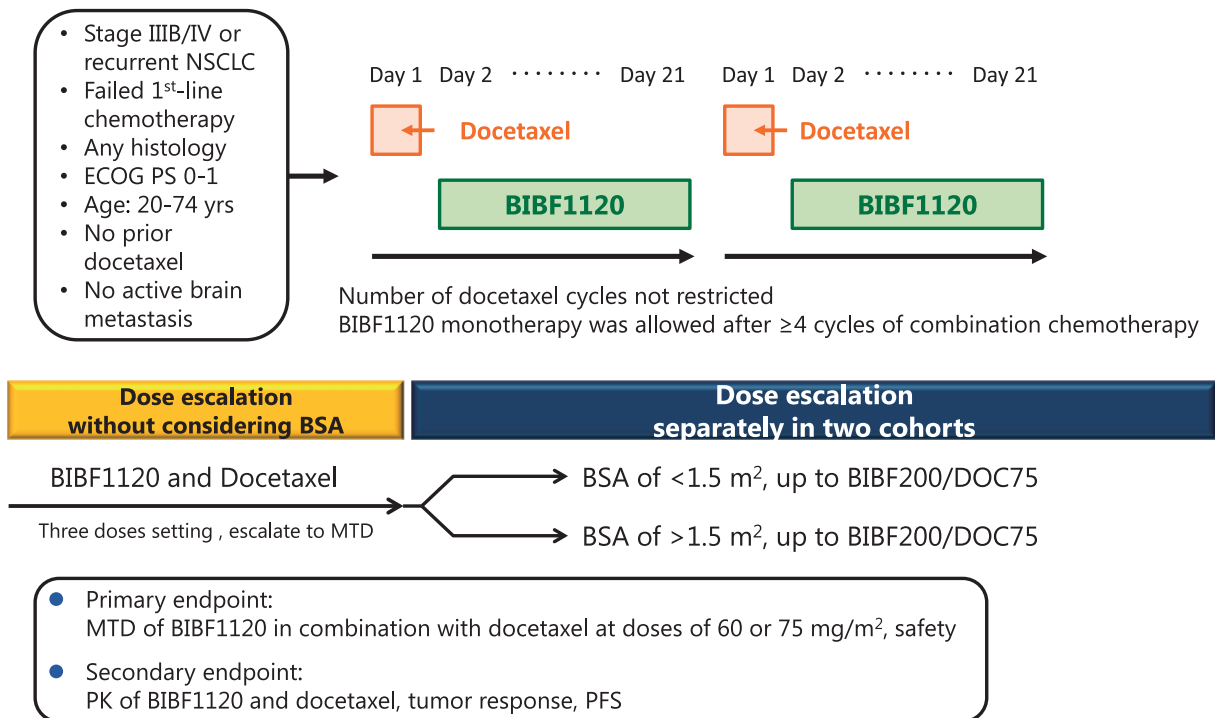 • Stage IIIB/IV or
recurrent NSCLC
• Failed 1st-line
chemotherapy
• Any histology
• ECOG PS 0-1
• Age: 20-74 yrs
• No prior
docetaxel
• No active brain
metastasis
Day 1 Day 2 ········ Day 21
Day 1 Day 2 ········ Day 21
Docetaxel
Docetaxel
BIBF1120
BIBF1120
Number of docetaxel cycles not restricted
BIBF1120 monotherapy was allowed after ≥4 cycles of combination chemotherapy
Dose escalation
without considering BSA
Dose escalation
separately in two cohorts
BIBF1120 and Docetaxel
Three doses setting , escalate to MTD
BSA of <1.5 m², up to BIBF200/DOC75
BSA of >1.5 m², up to BIBF200/DOC75
• Primary endpoint:
MTD of BIBF1120 in combination with docetaxel at doses of 60 or 75 mg/m², safety
• Secondary endpoint:
PK of BIBF1120 and docetaxel, tumor response, PFS